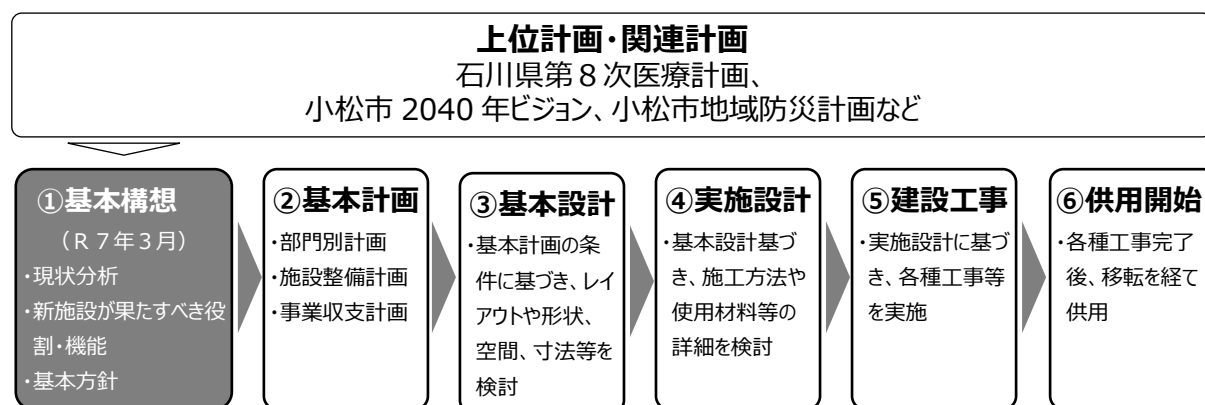 上位計画・関連計画
石川県第８次医療計画、
小松市 2040 年ビジョン、小松市地域防災計画など
①基本構想
（Ｒ７年３月）
・現状分析
・新施設が果たすべき役
割・機能
・基本方針
②基本計画
・部門別計画
・施設整備計画
・事業収支計画
③基本設計
・基本計画の条
件に基づき、レイ
アウトや形状、
空間、寸法等を
検討
④実施設計
・基本設計基づ
き、施工方法や
使用材料等の
詳細を検討
⑤建設工事
・実施設計に基づ
き、各種工事等
を実施
⑥供用開始
・各種工事完了
後、移転を経て
供用